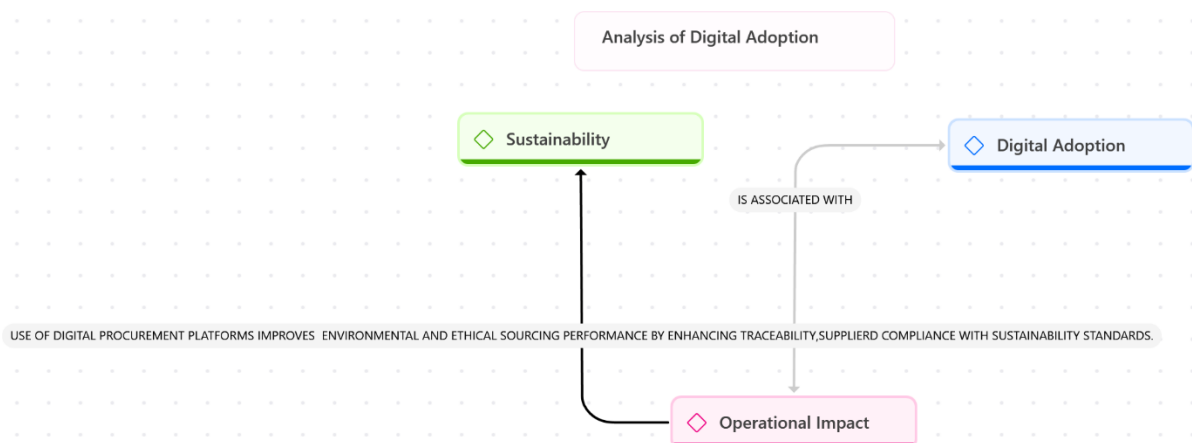 Analysis of Digital Adoption
Sustainability
Digital Adoption
IS ASSOCIATED WITH
USE OF DIGITAL PROCUREMENT PLATFORMS IMPROVES  ENVIRONMENTAL AND ETHICAL SOURCING PERFORMANCE BY ENHANCING TRACEABILITY,SUPPLIERD COMPLIANCE WITH SUSTAINABILITY STANDARDS.
Operational Impact